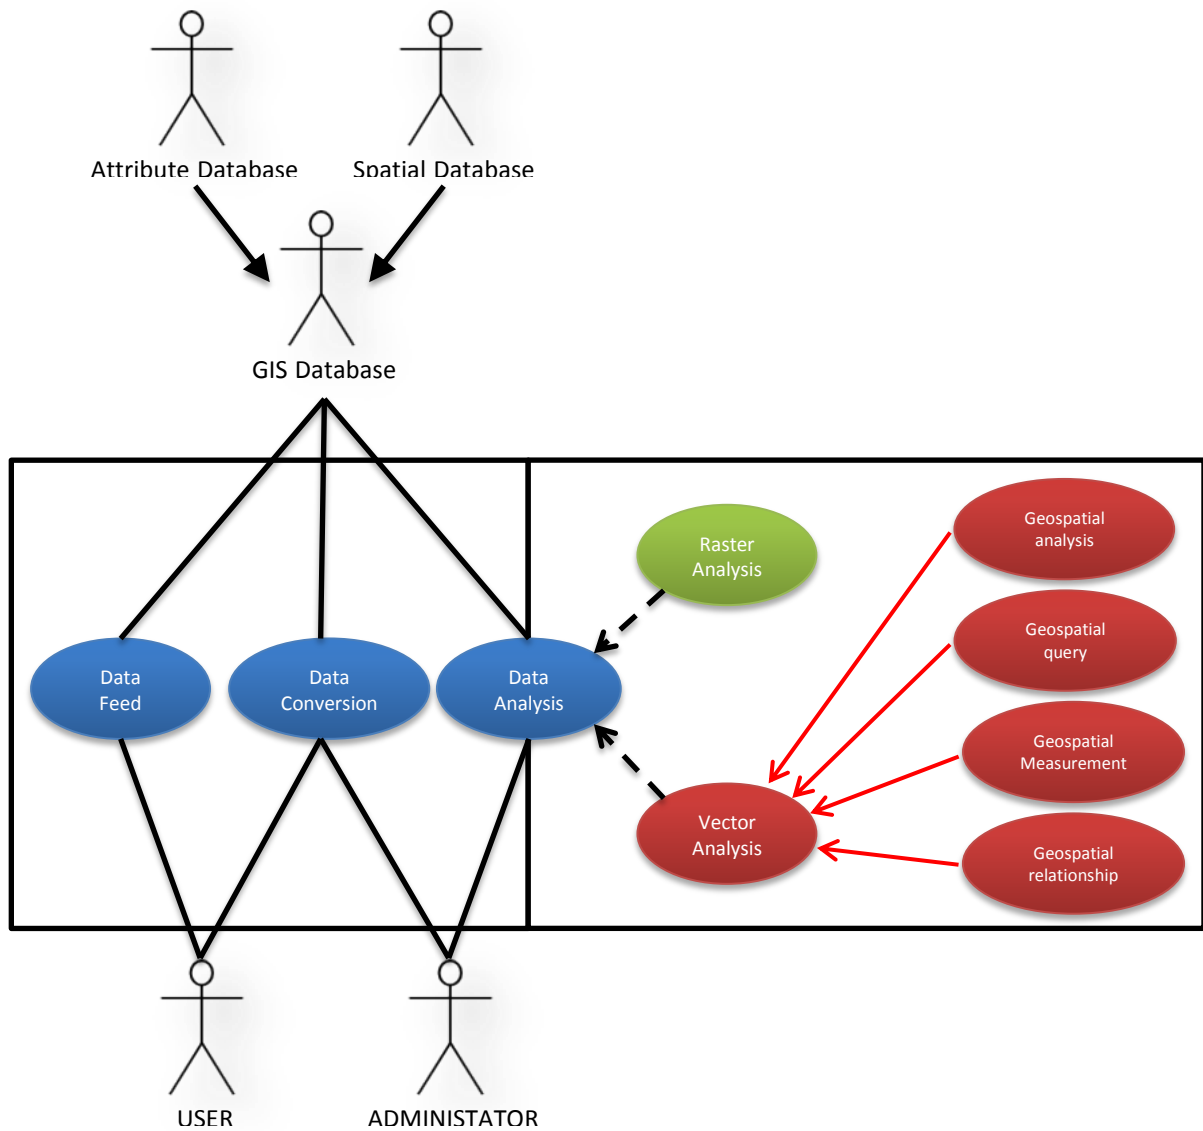 Attribute Database
Spatial Database
GIS Database
Raster
Analysis
Geospatial
analysis
Geospatial
query
Data
Feed
Data
Conversion
Data
Analysis
Geospatial
Measurement
Vector
Analysis
Geospatial
relationship
USER
ADMINISTATOR